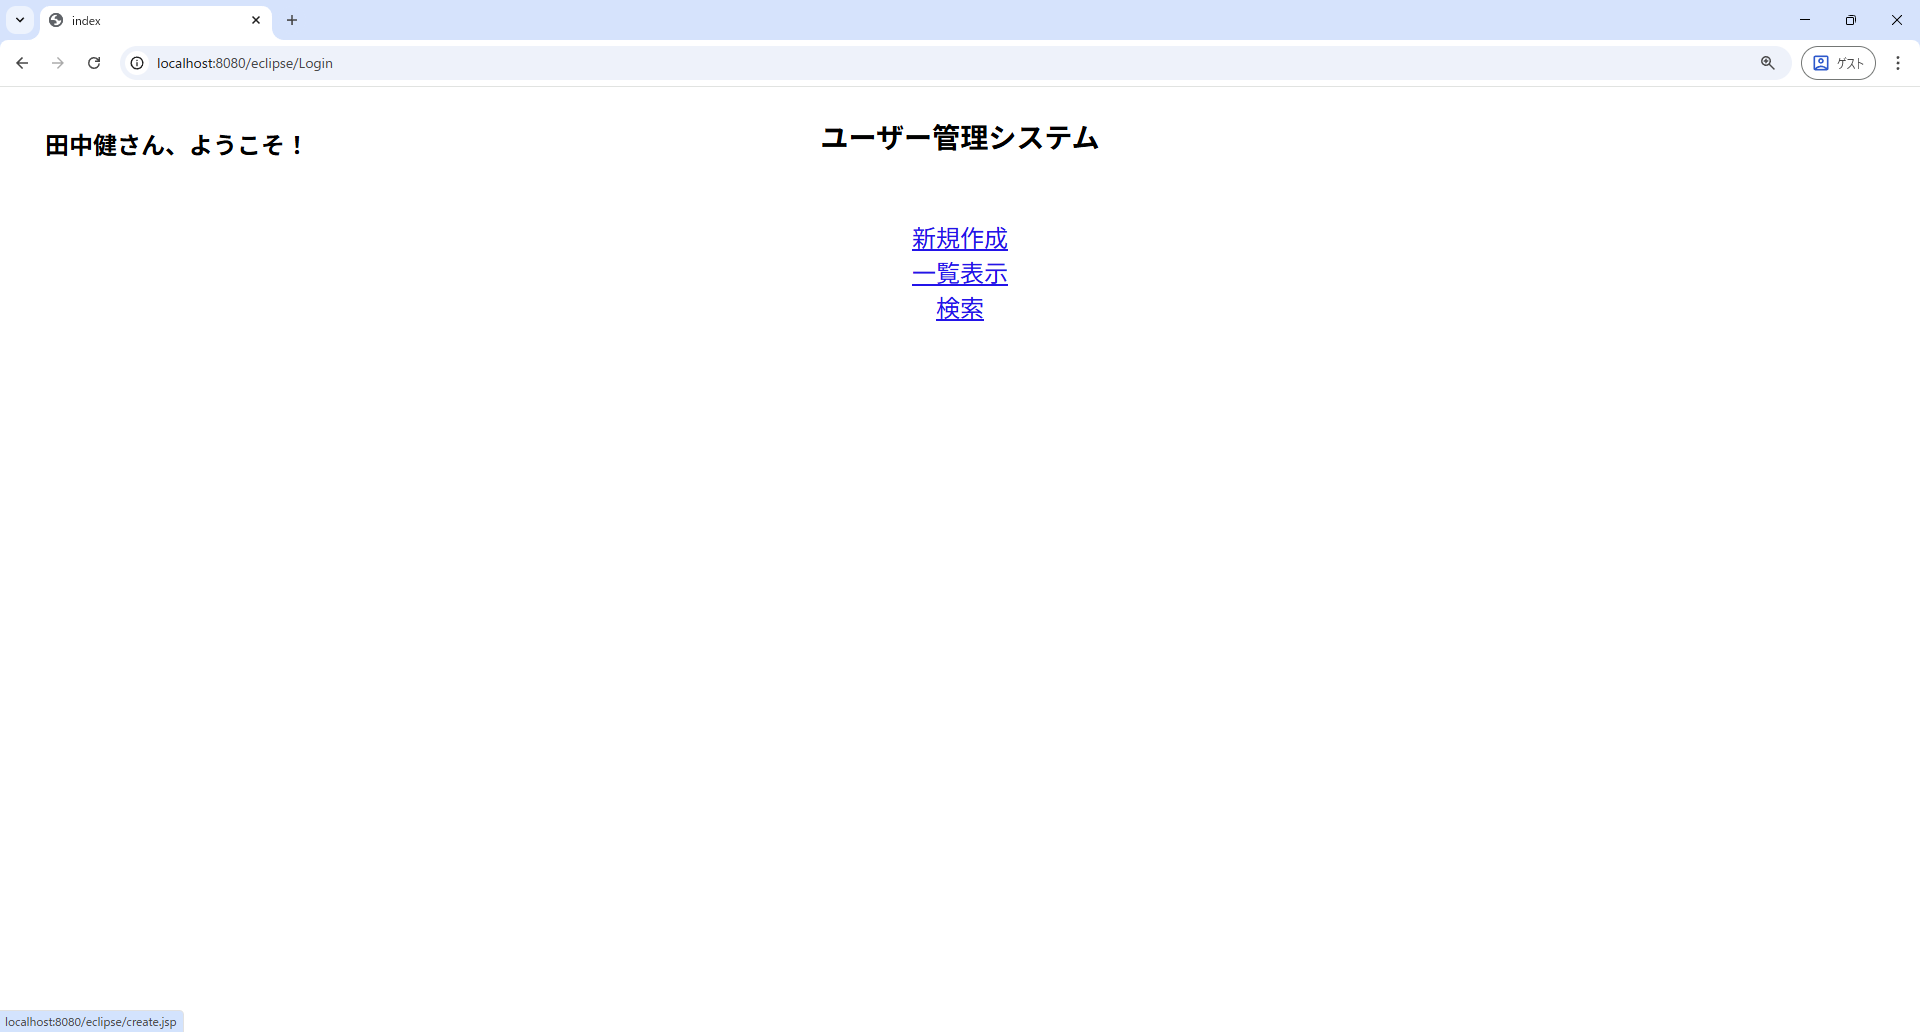 index
localhost:8080/eclipse/Login
ゲスト
田中健さん、ようこそ！
ユーザー管理システム
新規作成
一覧表示
検索
localhost:8080/eclipse/create.jsp